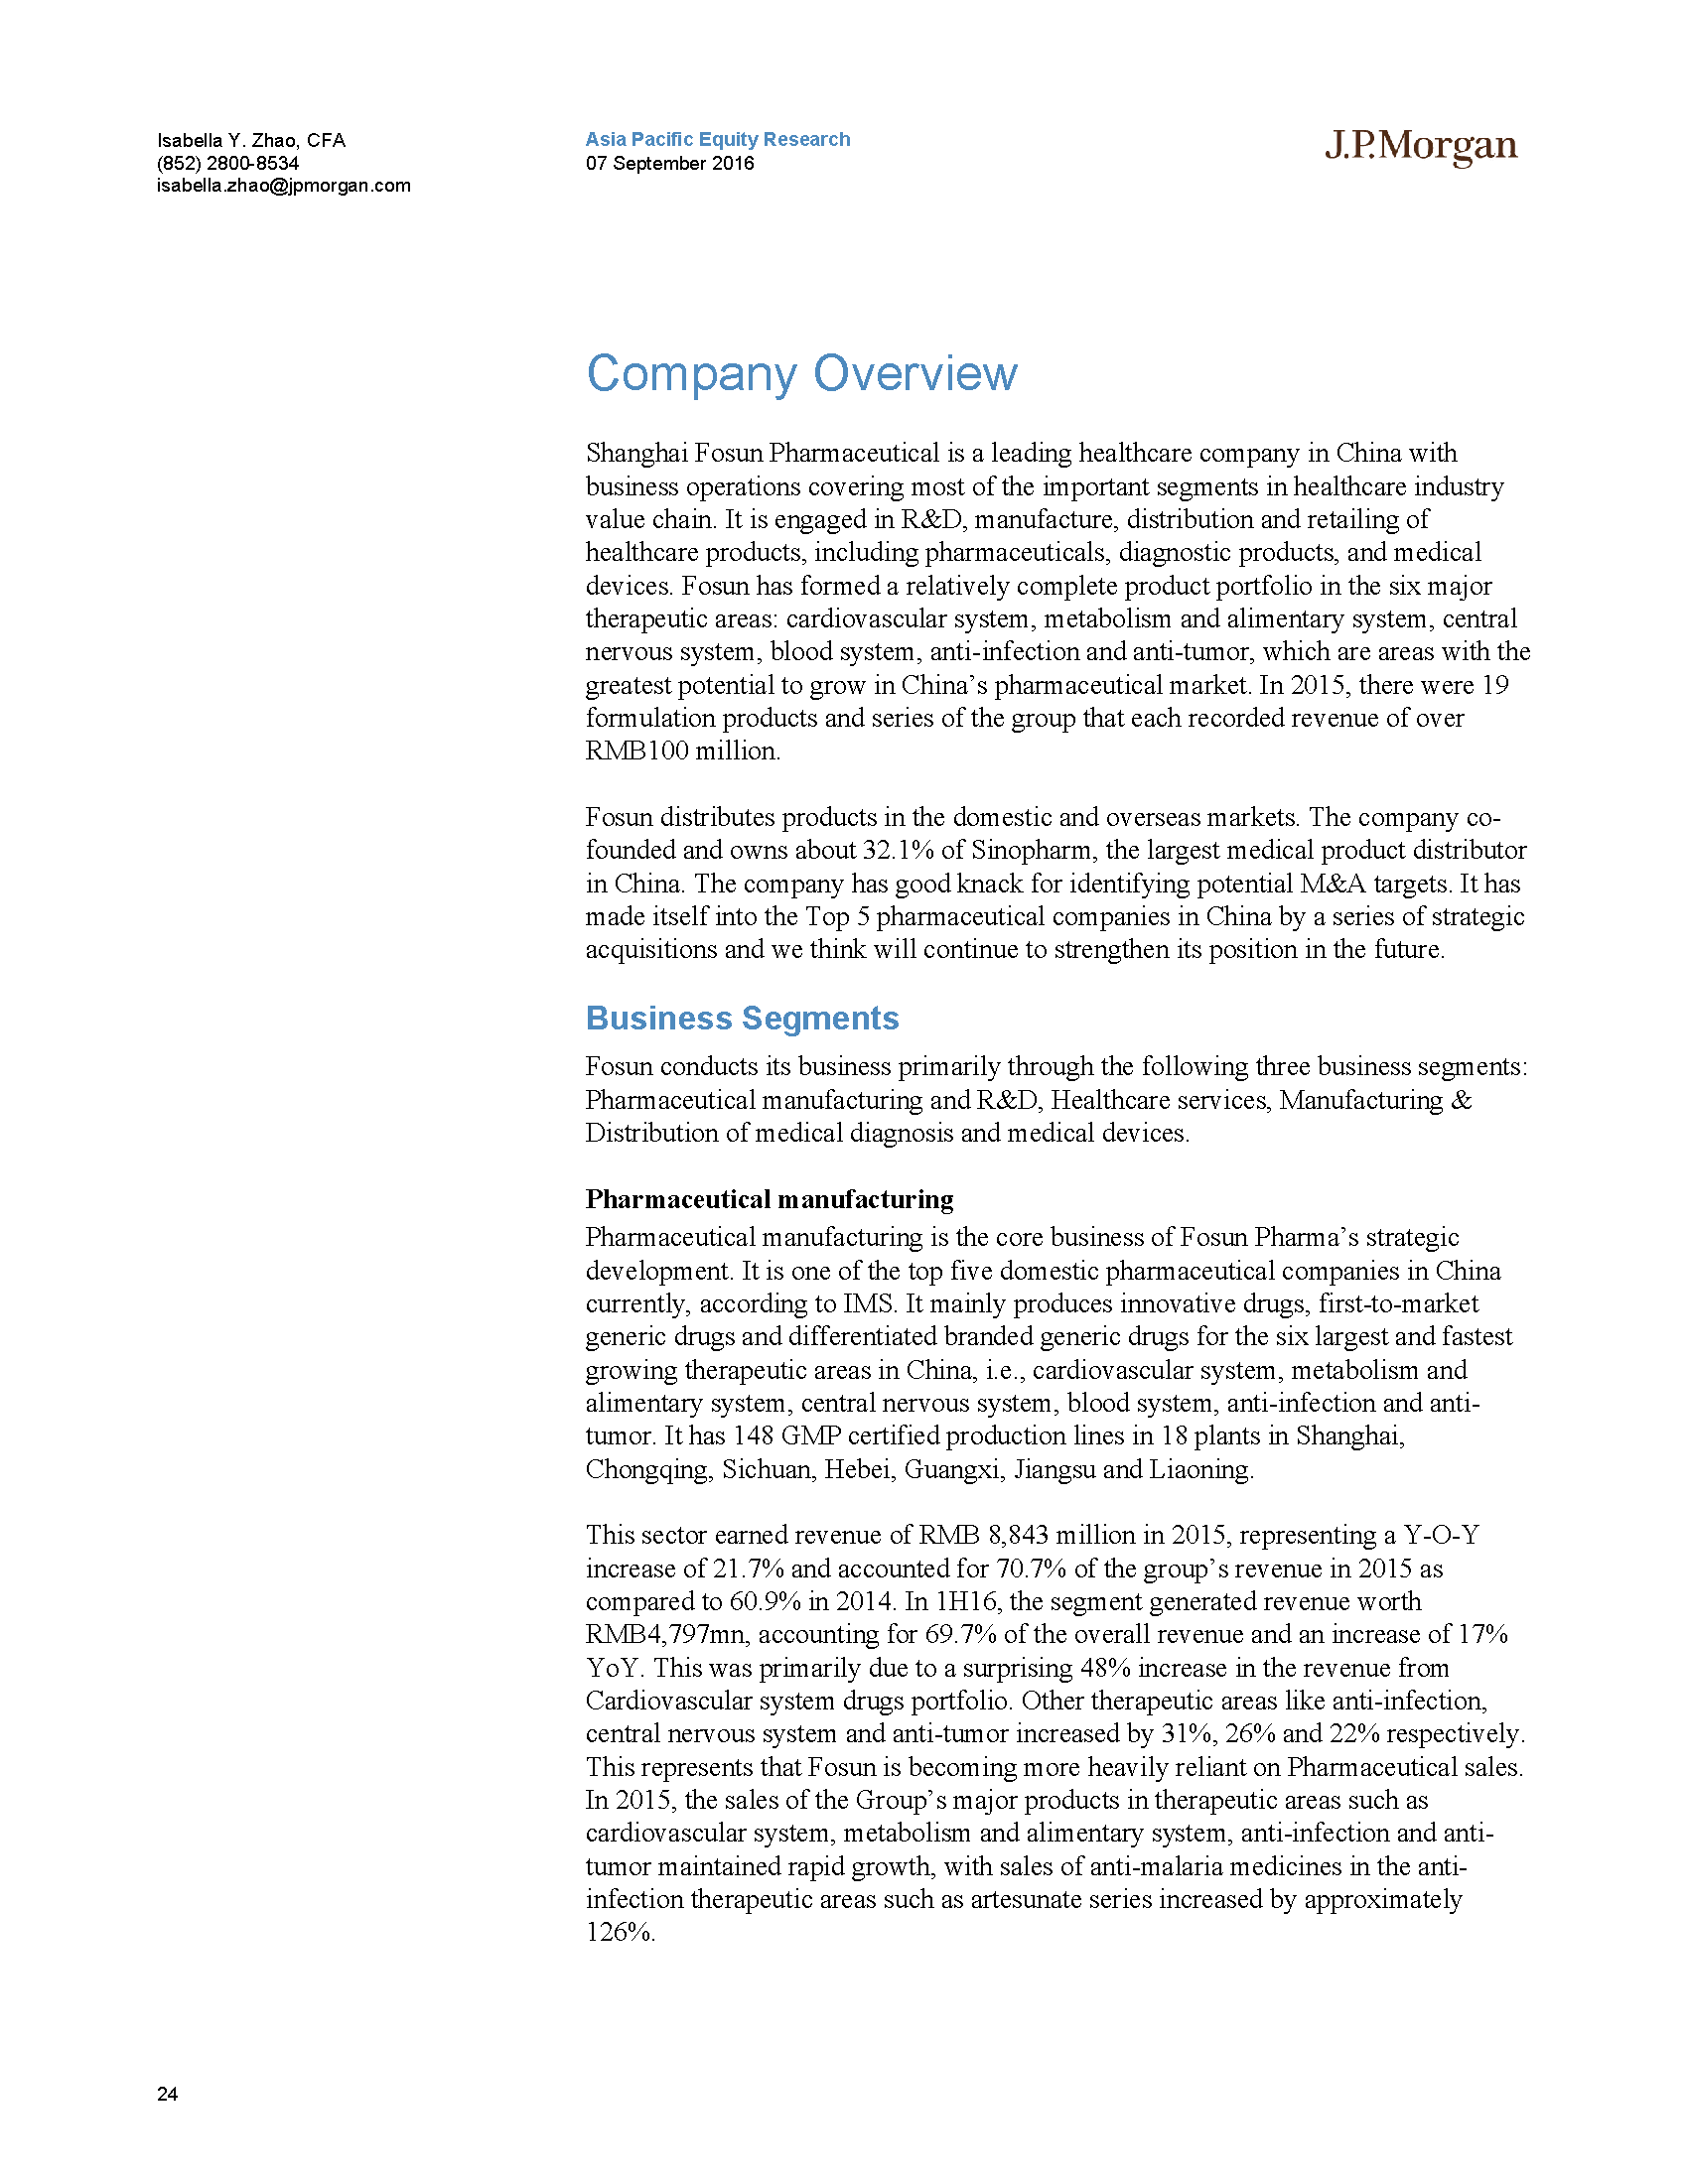 Isabella Y. Zhao, CFA
(852) 2800-8534
isabella.zhao@jpmorgan.com
Asia Pacific Equity Research
07 September 2016
J.P.Morgan
Company Overview
Shanghai Fosun Pharmaceutical is a leading healthcare company in China with
business operations covering most of the important segments in healthcare industry
value chain. It is engaged in R&D, manufacture, distribution and retailing of
healthcare products, including pharmaceuticals, diagnostic products, and medical
devices. Fosun has formed a relatively complete product portfolio in the six major
therapeutic areas: cardiovascular system, metabolism and alimentary system, central
nervous system, blood system, anti-infection and anti-tumor, which are areas with the
greatest potential to grow in China’s pharmaceutical market. In 2015, there were 19
formulation products and series of the group that each recorded revenue of over
RMB100 million.
Fosun distributes products in the domestic and overseas markets. The company co-
founded and owns about 32.1% of Sinopharm, the largest medical product distributor
in China. The company has good knack for identifying potential M&A targets. It has
made itself into the Top 5 pharmaceutical companies in China by a series of strategic
acquisitions and we think will continue to strengthen its position in the future.
Business Segments
Fosun conducts its business primarily through the following three business segments:
Pharmaceutical manufacturing and R&D, Healthcare services, Manufacturing &
Distribution of medical diagnosis and medical devices.
Pharmaceutical manufacturing
Pharmaceutical manufacturing is the core business of Fosun Pharma’s strategic
development. It is one of the top five domestic pharmaceutical companies in China
currently, according to IMS. It mainly produces innovative drugs, first-to-market
generic drugs and differentiated branded generic drugs for the six largest and fastest
growing therapeutic areas in China, i.e., cardiovascular system, metabolism and
alimentary system, central nervous system, blood system, anti-infection and anti-
tumor. It has 148 GMP certified production lines in 18 plants in Shanghai,
Chongqing, Sichuan, Hebei, Guangxi, Jiangsu and Liaoning.
This sector earned revenue of RMB 8,843 million in 2015, representing a Y-O-Y
increase of 21.7% and accounted for 70.7% of the group’s revenue in 2015 as
compared to 60.9% in 2014. In 1H16, the segment generated revenue worth
RMB4,797mn, accounting for 69.7% of the overall revenue and an increase of 17%
YoY. This was primarily due to a surprising 48% increase in the revenue from
Cardiovascular system drugs portfolio. Other therapeutic areas like anti-infection,
central nervous system and anti-tumor increased by 31%, 26% and 22% respectively.
This represents that Fosun is becoming more heavily reliant on Pharmaceutical sales.
In 2015, the sales of the Group’s major products in therapeutic areas such as
cardiovascular system, metabolism and alimentary system, anti-infection and anti-
tumor maintained rapid growth, with sales of anti-malaria medicines in the anti-
infection therapeutic areas such as artesunate series increased by approximately
126%.
24